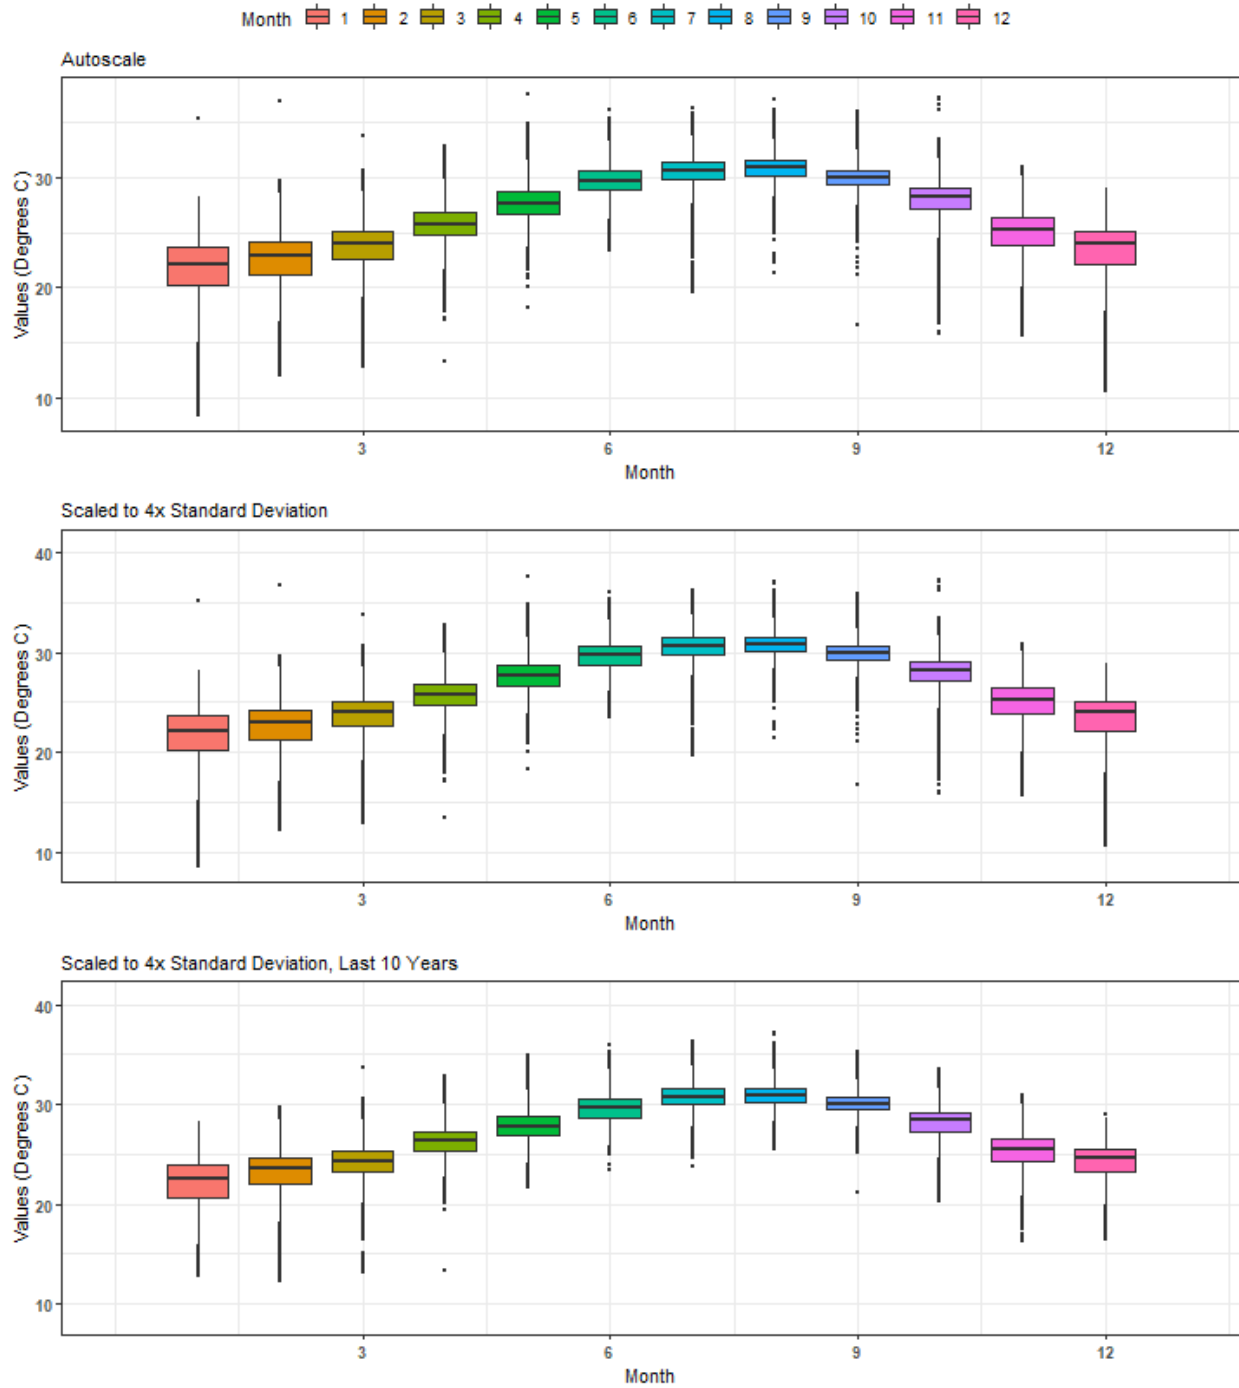 Month 1 2 3 4 5 6 7 8 9 10 11 12
Autoscale
Values (Degrees C)
30
20
10
3 6 9 12
Month
Scaled to 4x Standard Deviation
Values (Degrees C)
40
30
20
10
3 6 9 12
Month
Scaled to 4x Standard Deviation, Last 10 Years
Values (Degrees C)
40
30
20
10
3 6 9 12
Month